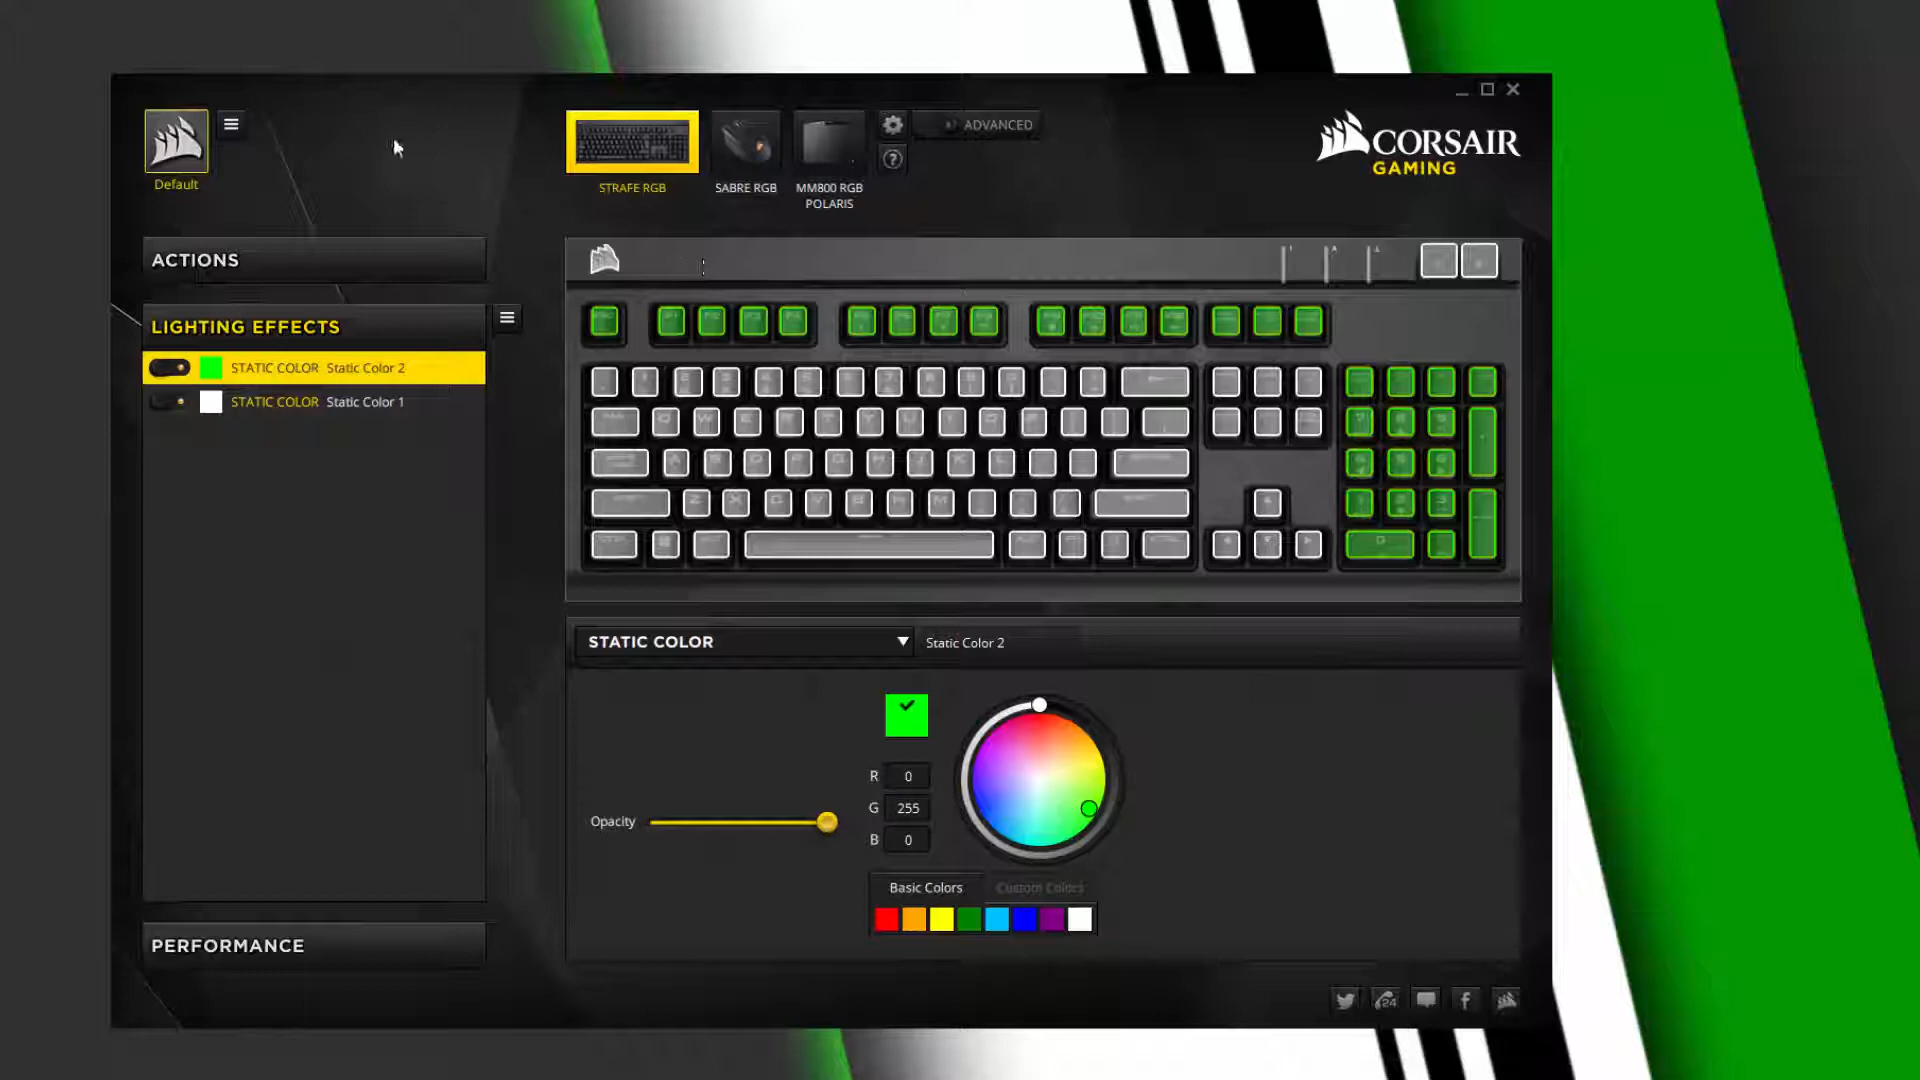 ADVANCED
CORSAIR
GAMING
Default
STRAFE RGB
SABRE RGB
MM800 RGB
POLARIS
ACTIONS
LIGHTING EFFECTS
STATIC COLOR Static Color 2
STATIC COLOR Static Color 1
STATIC COLOR
Static Color 2
R 0
G 255
B 0
Opacity
Basic Colors
Custom Colors
PERFORMANCE
24